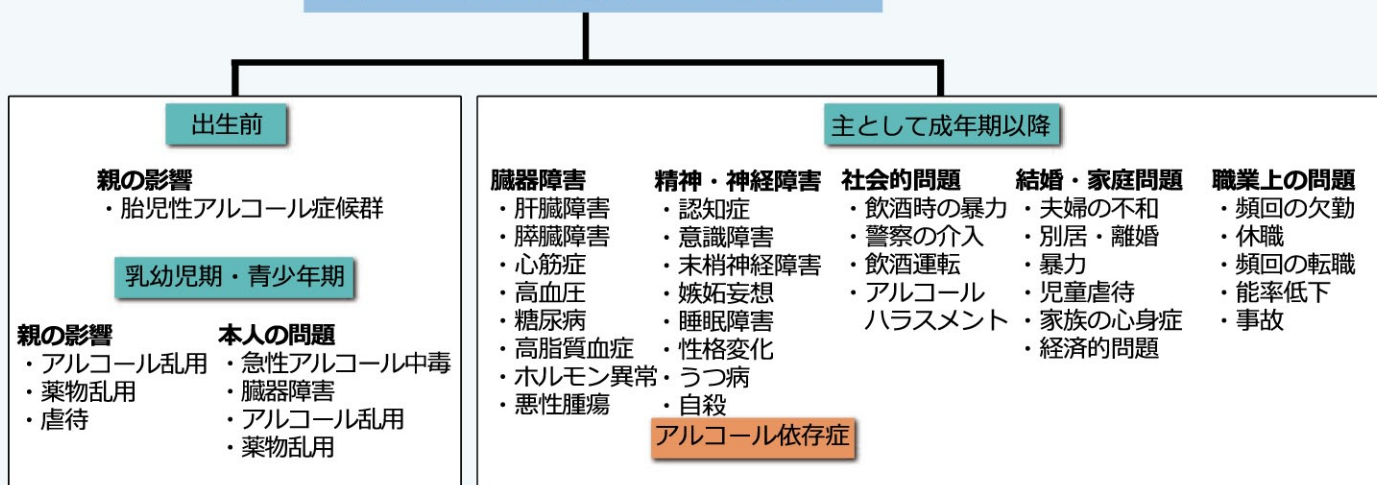 出生前
親の影響
・胎児性アルコール症候群
乳幼児期・青少年期
親の影響
・アルコール乱用
・薬物乱用
・虐待
本人の問題
・急性アルコール中毒
・臓器障害
・アルコール乱用
・薬物乱用
主として成年期以降
臓器障害
・肝臓障害
・膵臓障害
・心筋症
・高血圧
・糖尿病
・高脂質血症
・ホルモン異常
・悪性腫瘍
精神・神経障害
・認知症
・意識障害
・末梢神経障害
・嫉妬妄想
・睡眠障害
・性格変化
・うつ病
・自殺
アルコール依存症
社会的問題
・飲酒時の暴力
・警察の介入
・飲酒運転
・アルコール
ハラスメント
結婚・家庭問題
・夫婦の不和
・別居・離婚
・暴力
・児童虐待
・家族の心身症
・経済的問題
職業上の問題
・頻回の欠勤
・休職
・頻回の転職
・能率低下
・事故